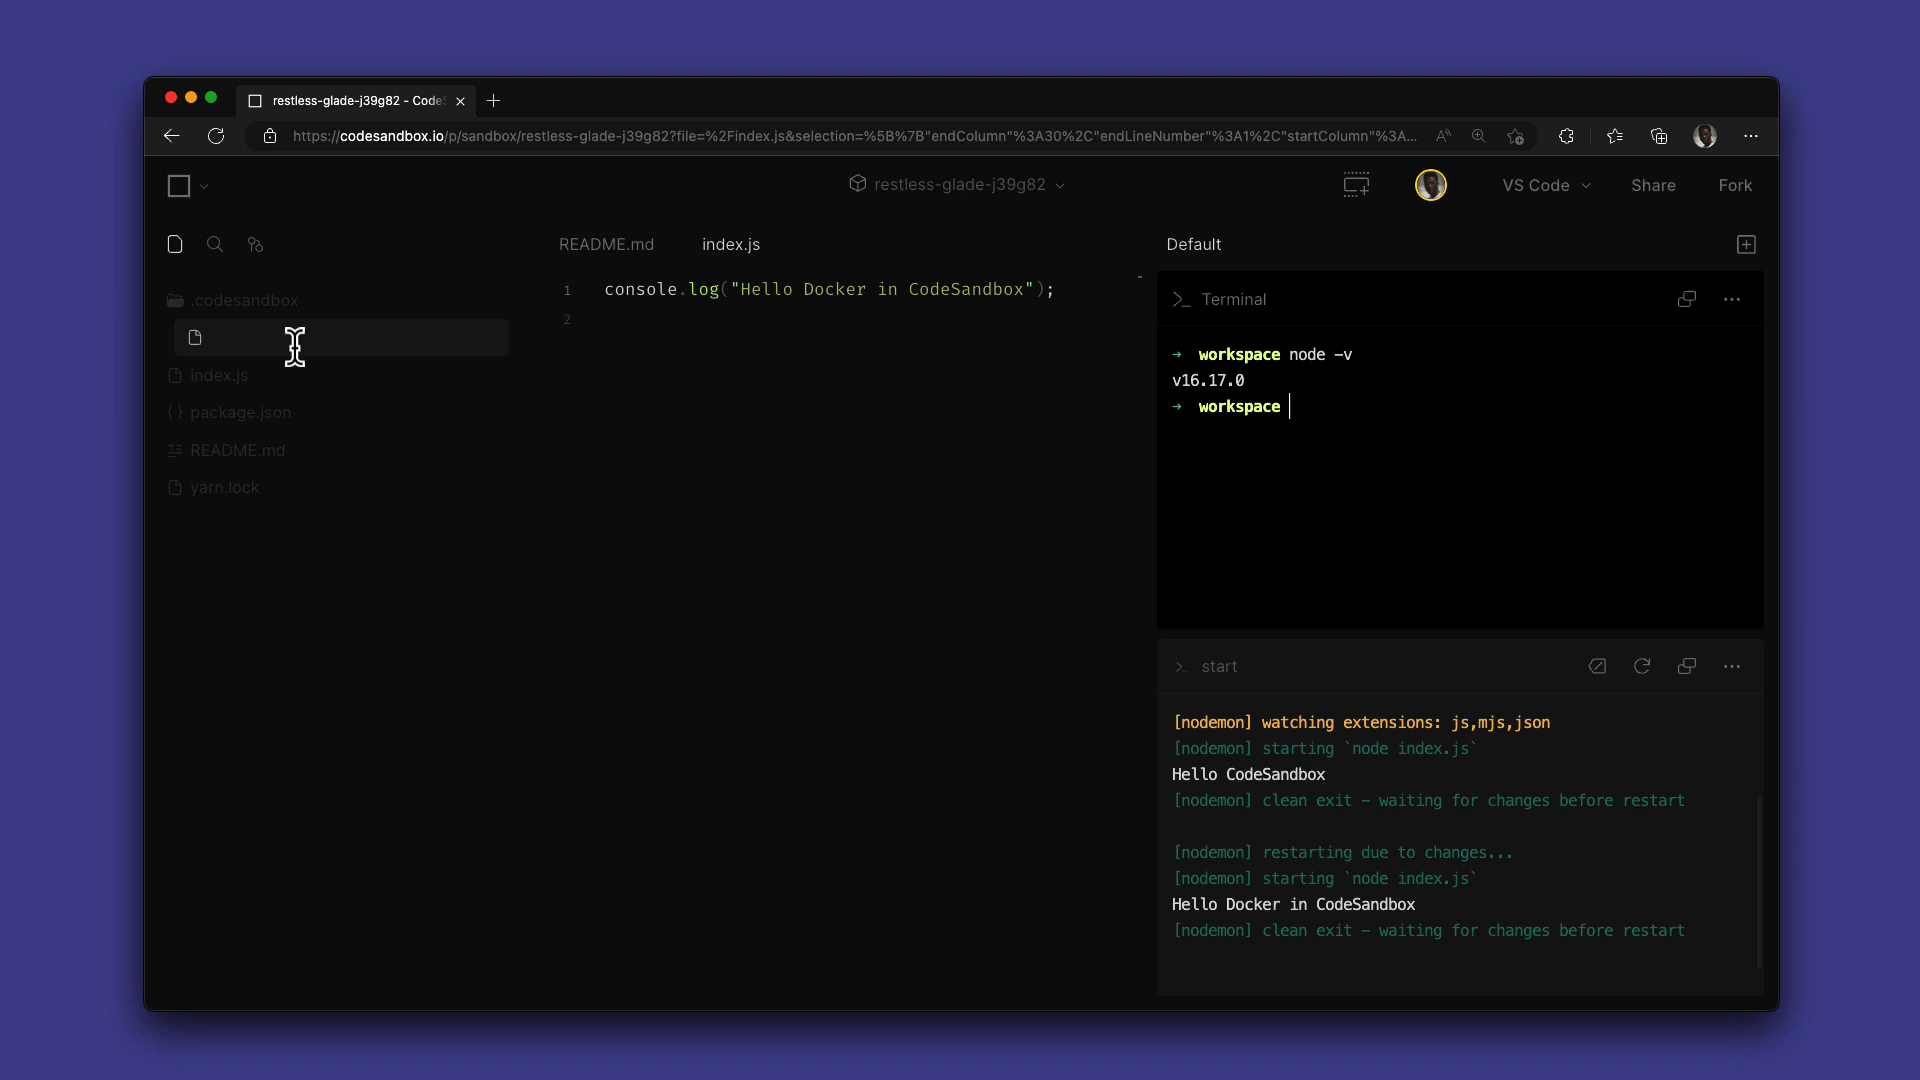 restless-glade-j39g82 - Code
https://codesandbox.io/p/sandbox/restless-glade-j39g82?file=%2Findex.js&selection=%5B%7B"endColumn"%3A30%2C"endLineNumber"%3A1%2C"startColumn"%3A...
restless-glade-j39g82
VS Code
Share
Fork
.codesandbox
index.js
package.json
README.md
yarn.lock
README.md
index.js
1 console.log("Hello Docker in CodeSandbox");
2
Default
Terminal
→ workspace node -v
v16.17.0
→ workspace
start
[nodemon] watching extensions: js,mjs,json
[nodemon] starting `node index.js`
Hello CodeSandbox
[nodemon] clean exit - waiting for changes before restart
[nodemon] restarting due to changes...
[nodemon] starting `node index.js`
Hello Docker in CodeSandbox
[nodemon] clean exit - waiting for changes before restart